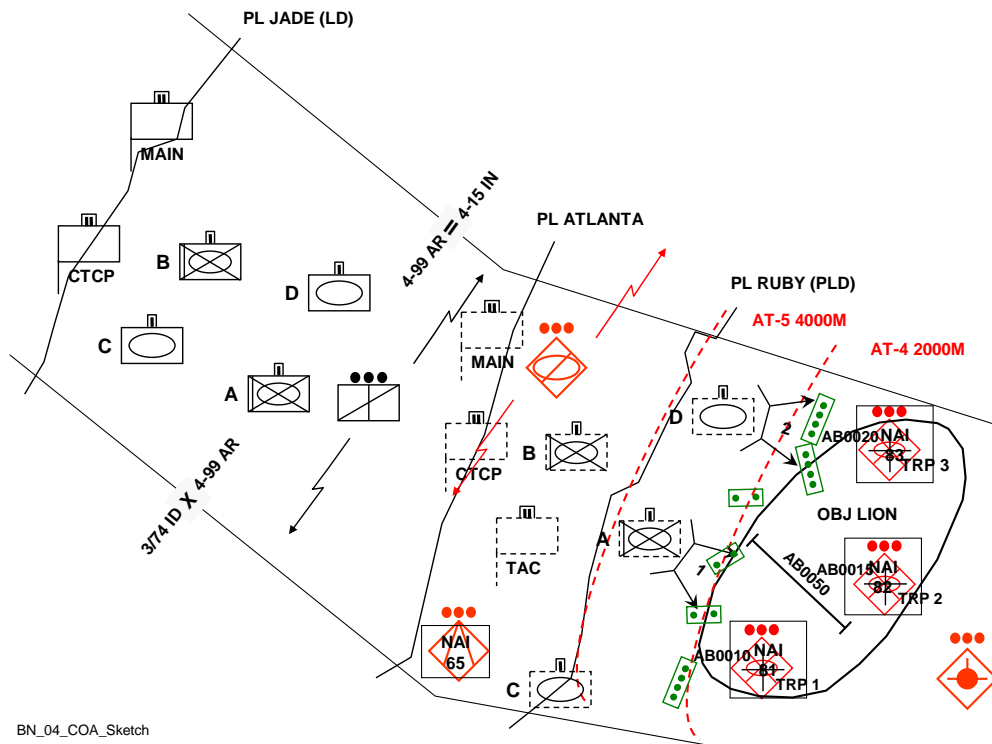 PL JADE (LD)
MAIN
CTCP
B
C
D
A
4-99 AR = 4-15 IN
3/74 ID X 4-99 AR
PL ATLANTA
MAIN
CTCP
B
TAC
NAI
65
C
PL RUBY (PLD)
AT-5 4000M
AT-4 2000M
D
2
AB0020
NAI
83
TRP 3
OBJ LION
A
1
AB0050
AB0015
NAI
82
TRP 2
AB0010
NAI
81
TRP 1
BN_04_COA_Sketch